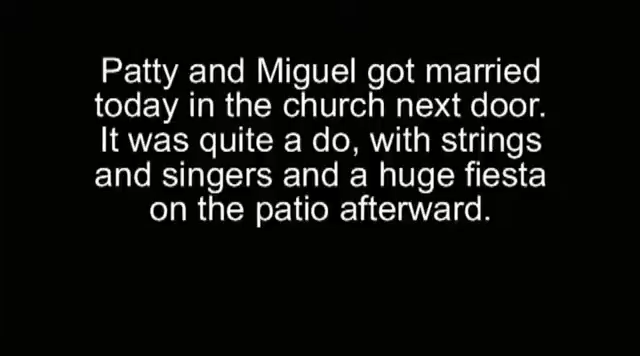 Patty and Miguel got married
today in the church next door.
It was quite a do, with strings
and singers and a huge fiesta
on the patio afterward.